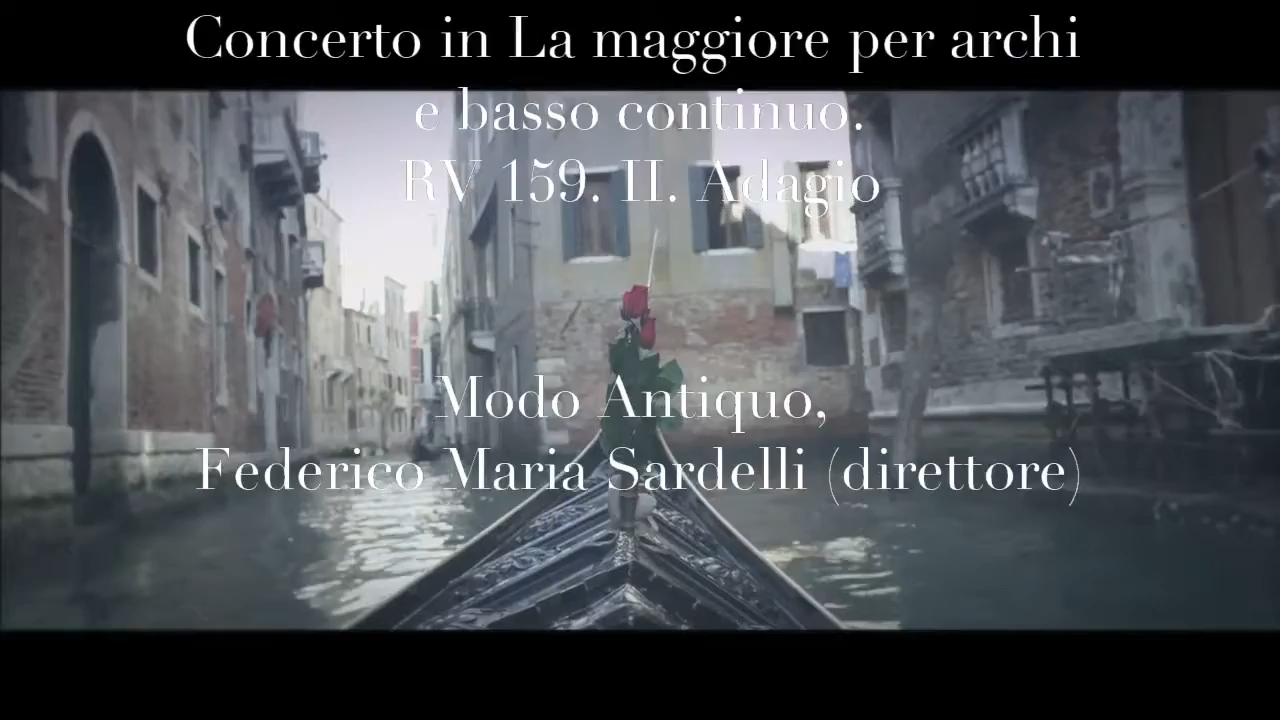 Concerto in La maggiore per archi
e basso continuo.
RV 159. II. Adagio
Modo Antiquo,
Federico Maria Sardelli (direttore)